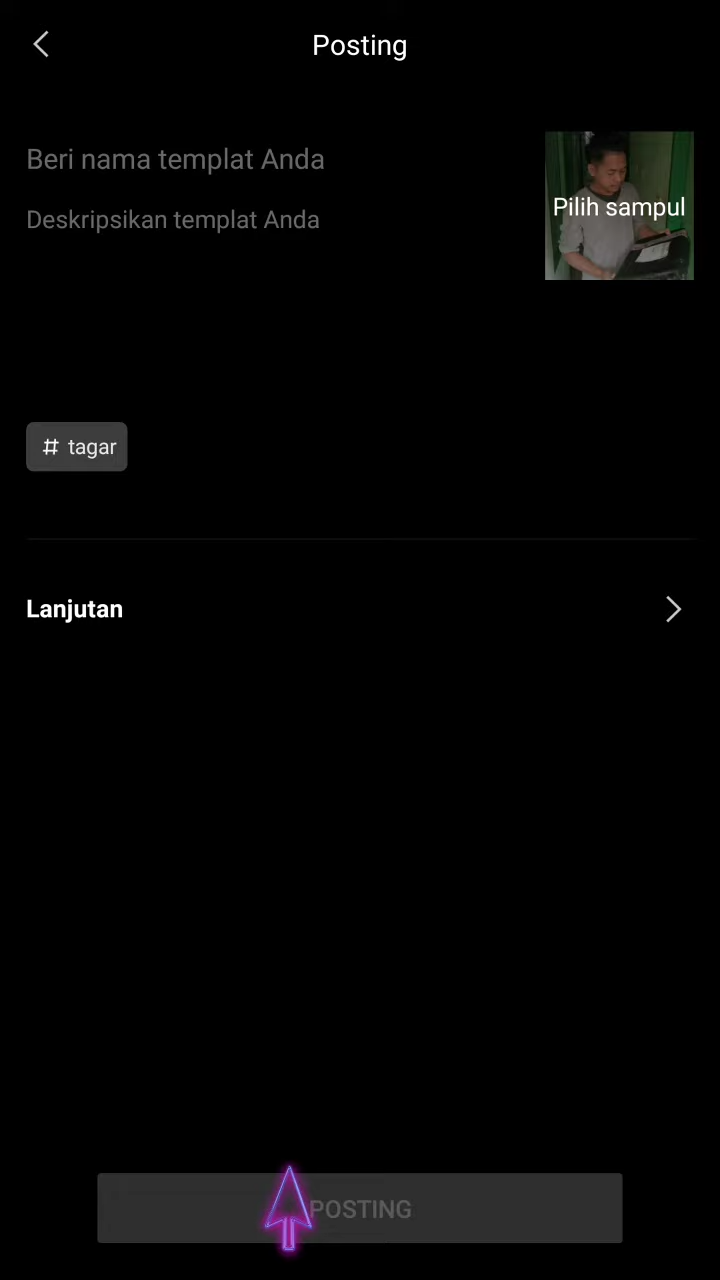 Posting
Beri nama templat Anda
Pilih sampul
Deskripsikan templat Anda
# tagar
Lanjutan
POSTING